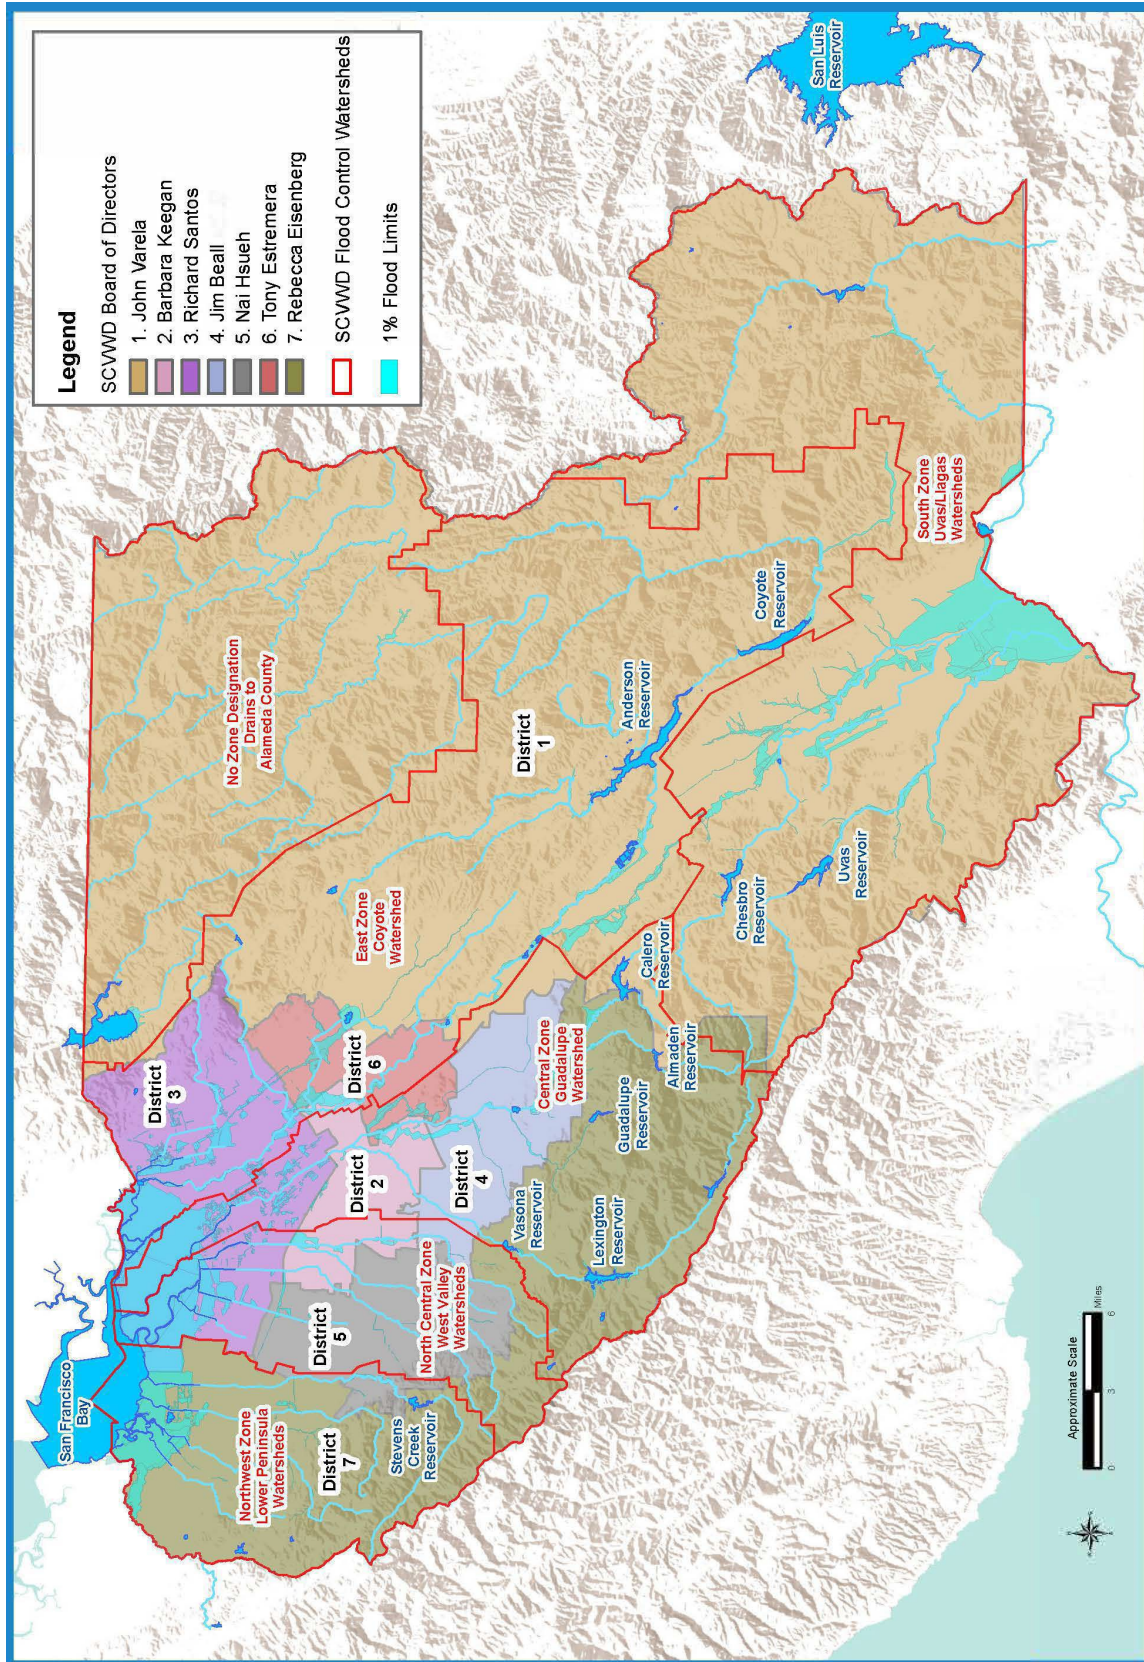 Legend
SCVWD Board of Directors
1. John Varela
2. Barbara Keegan
3. Richard Santos
4. Jim Beall
5. Nai Hsueh
6. Tony Estremera
7. Rebecca Eisenberg
SCVWD Flood Control Watersheds
1% Flood Limits
San Francisco
Bay
Northwest Zone
Lower Peninsula
Watersheds
District
7
Stevens
Creek
Reservoir
District
5
North Central Zone
West Valley
Watersheds
District
3
District
2
District
4
District
6
Vasona
Reservoir
Lexington
Reservoir
Central Zone
Guadalupe
Watershed
Guadalupe
Reservoir
Almaden
Reservoir
Calero
Reservoir
No Zone Designation
Drains to
Alameda County
East Zone
Coyote
Watershed
District
1
Anderson
Reservoir
Chesbro
Reservoir
Uvas
Reservoir
Coyote
Reservoir
South Zone
Uvas/Llagas
Watersheds
San Luis
Reservoir
Approximate Scale
0 3 6
Miles
N